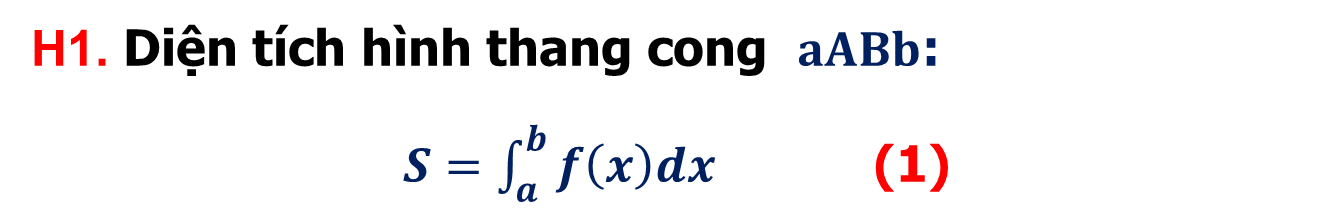 H1. Diện tích hình thang cong aABb:
S = ∫_a^b f(x)dx (1)